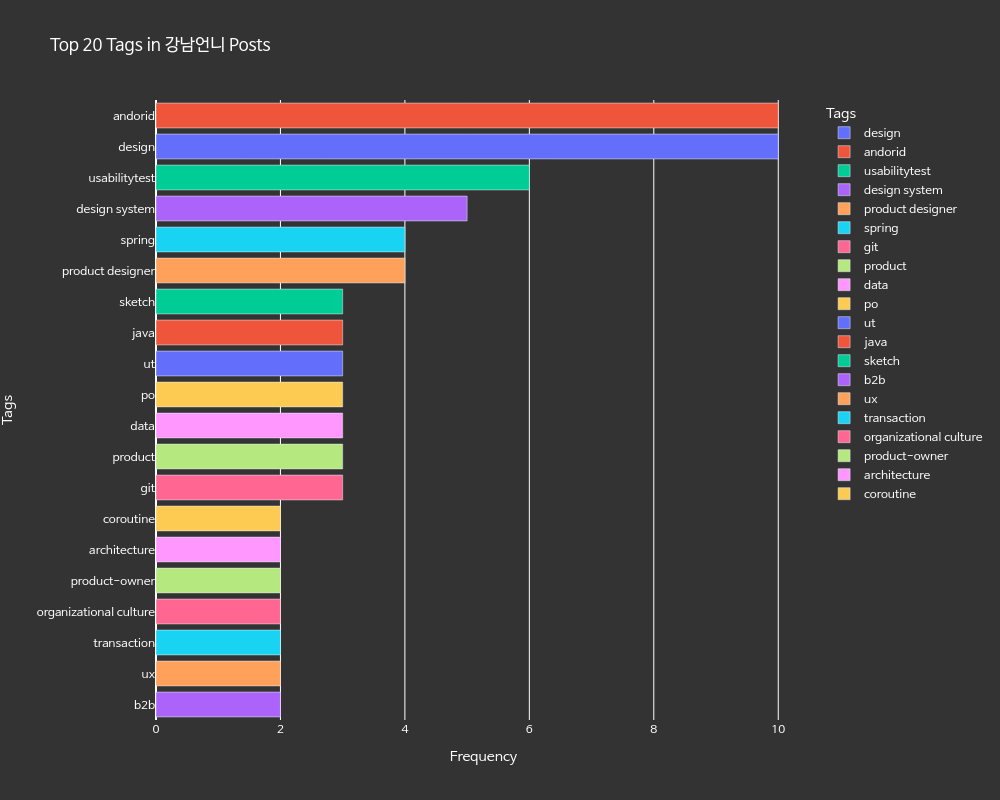 Top 20 Tags in 강남언니 Posts
andorid
design
usabilitytest
design system
spring
product designer
sketch
java
ut
po
data
product
git
coroutine
architecture
product-owner
organizational culture
transaction
ux
b2b
Tags
0 2 4 6 8 10
Frequency
Tags
design
andorid
usabilitytest
design system
product designer
spring
git
product
data
po
ut
java
sketch
b2b
ux
transaction
organizational culture
product-owner
architecture
coroutine